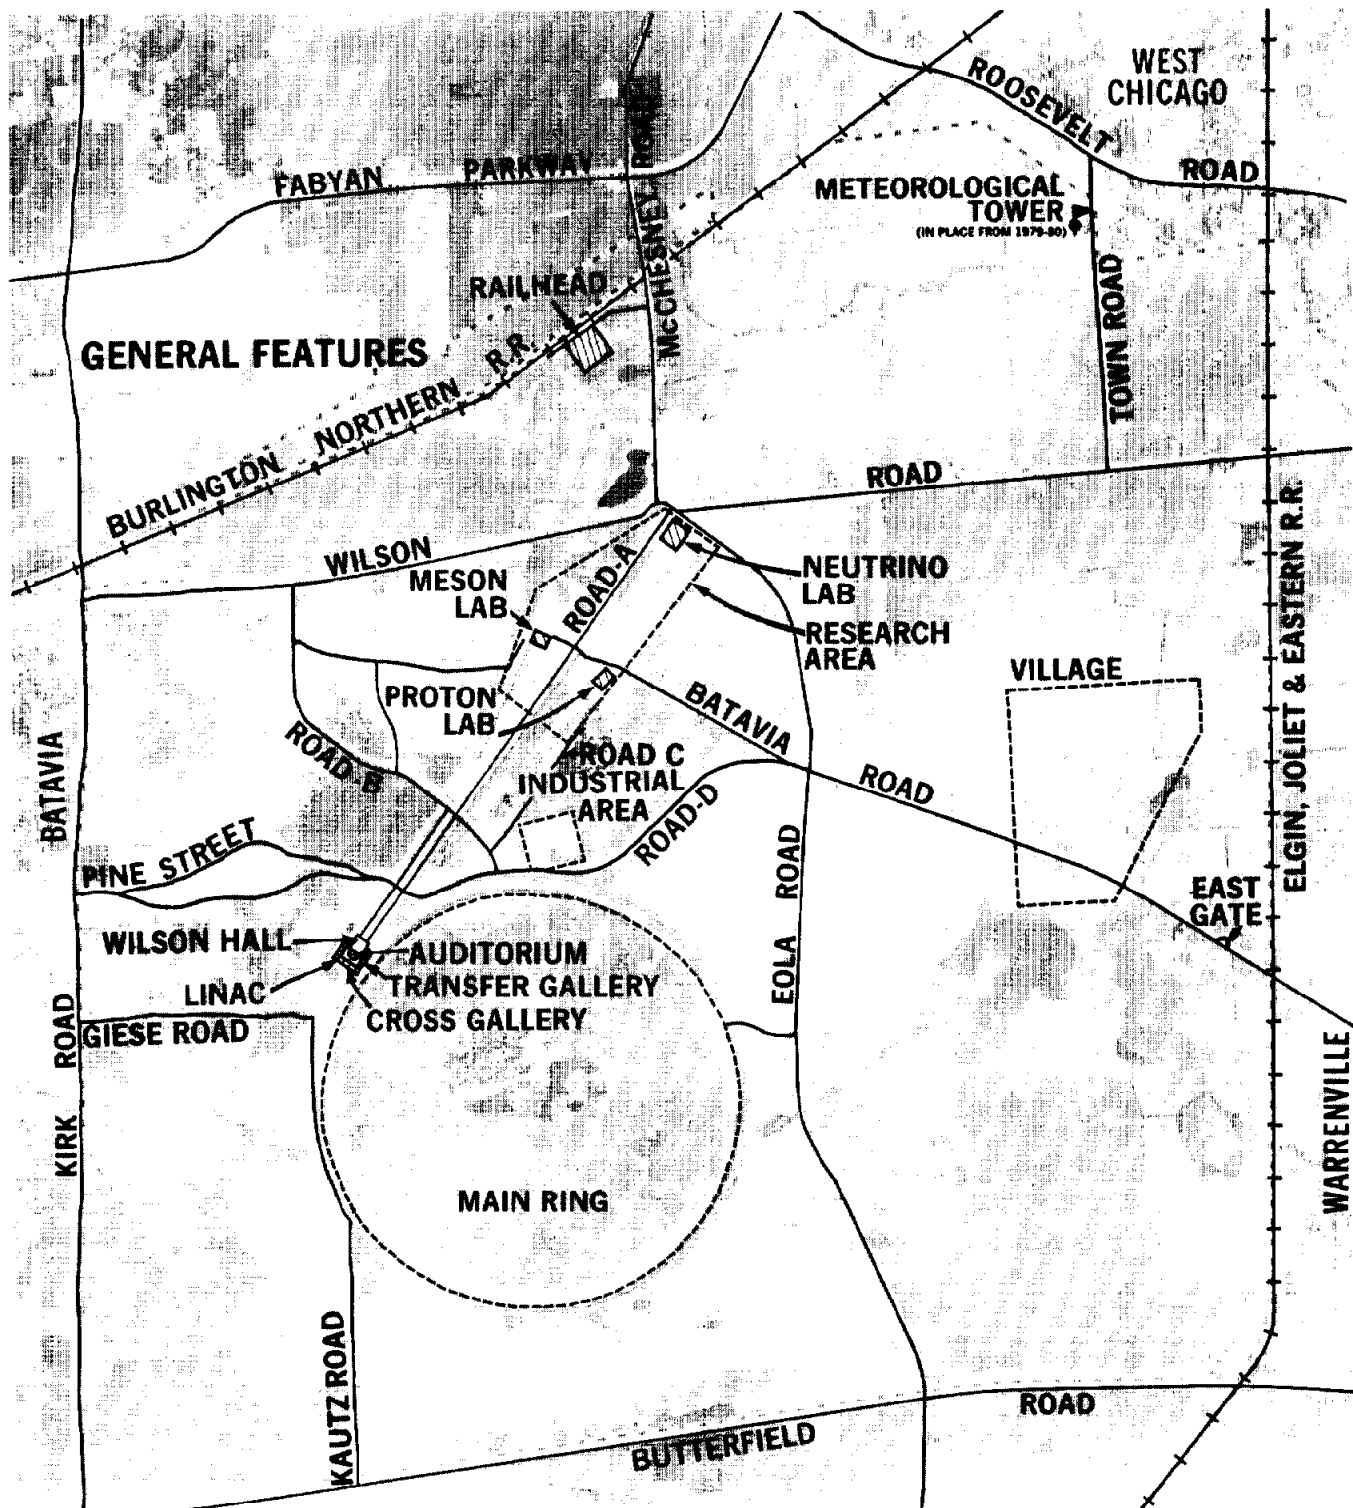 WEST
CHICAGO
ROOSEVELT
ROAD
FABYAN
PARKWAY
ROAD
McCHESNEY
METEOROLOGICAL
TOWER
(IN PLACE FROM 1979-80)
RAILHEAD
TOWN ROAD
GENERAL FEATURES
BURLINGTON
NORTHERN
R.R.
ROAD
WILSON
MESON
LAB
ROAD-A
NEUTRINO
LAB
RESEARCH
AREA
ELGIN, JOLIET & EASTERN R.R.
VILLAGE
PROTON
LAB
BATAVIA
ROAD
BATAVIA
ROAD-B
ROAD C
INDUSTRIAL
AREA
ROAD-D
PINE STREET
EOLA
ROAD
EAST
GATE
WILSON HALL
AUDITORIUM
TRANSFER GALLERY
LINAC
CROSS GALLERY
GIESE ROAD
KIRK
ROAD
WARRENVILLE
MAIN RING
KAUTZ ROAD
BUTTERFIELD
ROAD